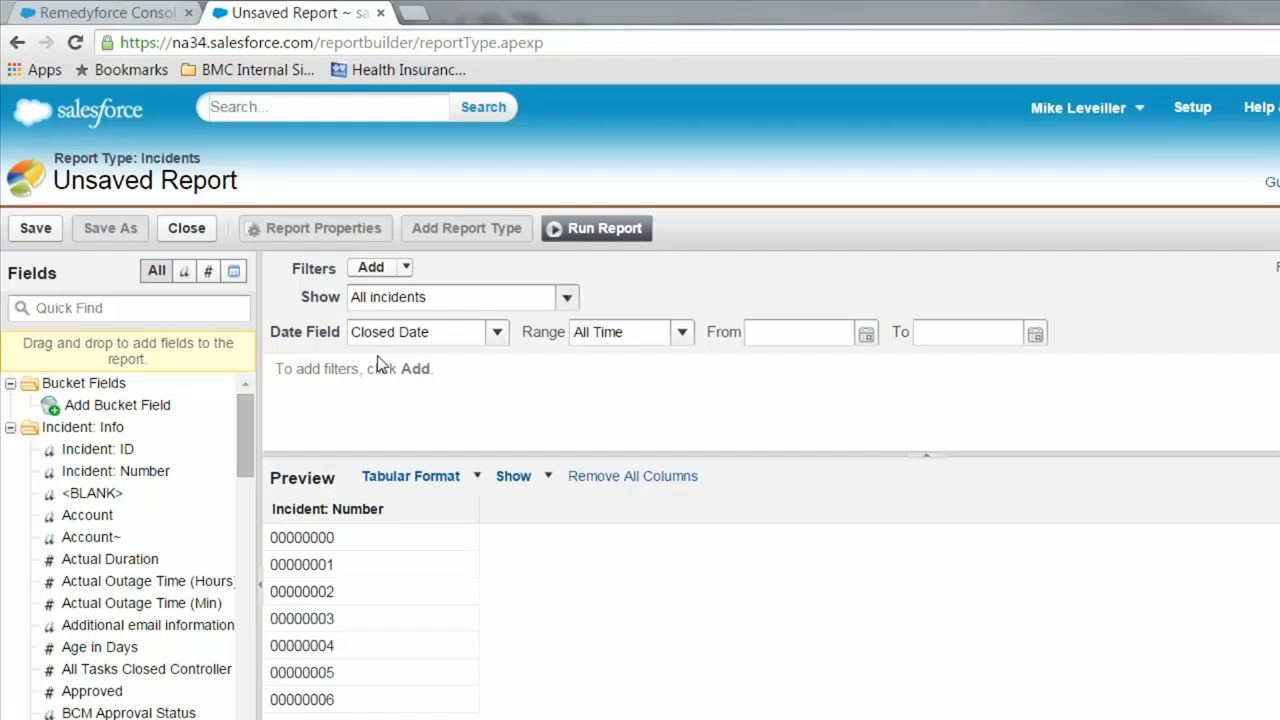 Remedyforce Consol ×
Unsaved Report ~ sa ×
https://na34.salesforce.com/reportbuilder/reportType.apexp
Apps Bookmarks BMC Internal Si... Health Insuranc...
salesforce Search... Search Mike Leveiller Setup Help
Report Type: Incidents
Unsaved Report
Save Save As Close Report Properties Add Report Type Run Report
Fields All a #
Quick Find
Drag and drop to add fields to the
report.
Bucket Fields
Add Bucket Field
Incident: Info
a Incident: ID
a Incident: Number
a <BLANK>
a Account
a Account~
# Actual Duration
# Actual Outage Time (Hours)
# Actual Outage Time (Min)
a Additional email information
# Age in Days
# All Tasks Closed Controller
# Approved
a BCM Approval Status
Filters Add
Show All incidents
Date Field Closed Date Range All Time From To
To add filters, click Add.
Preview Tabular Format Show Remove All Columns
Incident: Number
00000000
00000001
00000002
00000003
00000004
00000005
00000006